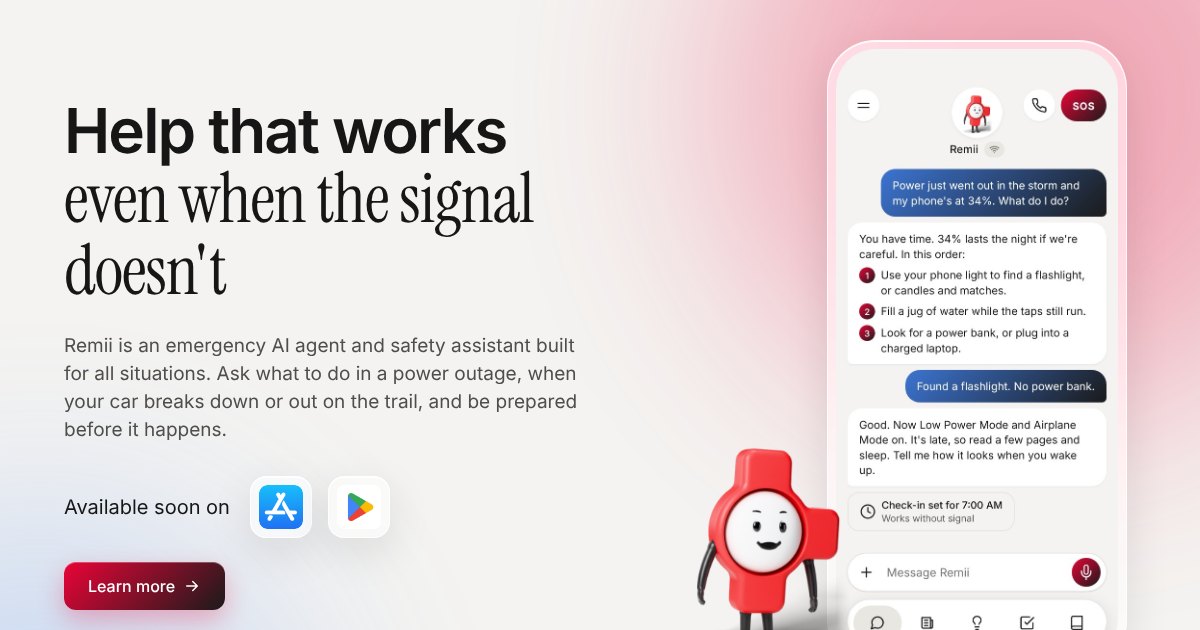 Help that works
even when the signal
doesn't
Remii is an emergency AI agent and safety assistant built
for all situations. Ask what to do in a power outage, when
your car breaks down or out on the trail, and be prepared
before it happens.
Available soon on
Learn more →
SOS
Remii
Power just went out in the storm and
my phone's at 34%. What do I do?
You have time. 34% lasts the night if we're
careful. In this order:
1 Use your phone light to find a flashlight,
or candles and matches.
2 Fill a jug of water while the taps still run.
3 Look for a power bank, or plug into a
charged laptop.
Found a flashlight. No power bank.
Good. Now Low Power Mode and Airplane
Mode on. It's late, so read a few pages and
sleep. Tell me how it looks when you wake
up.
Check-in set for 7:00 AM
Works without signal
Message Remii